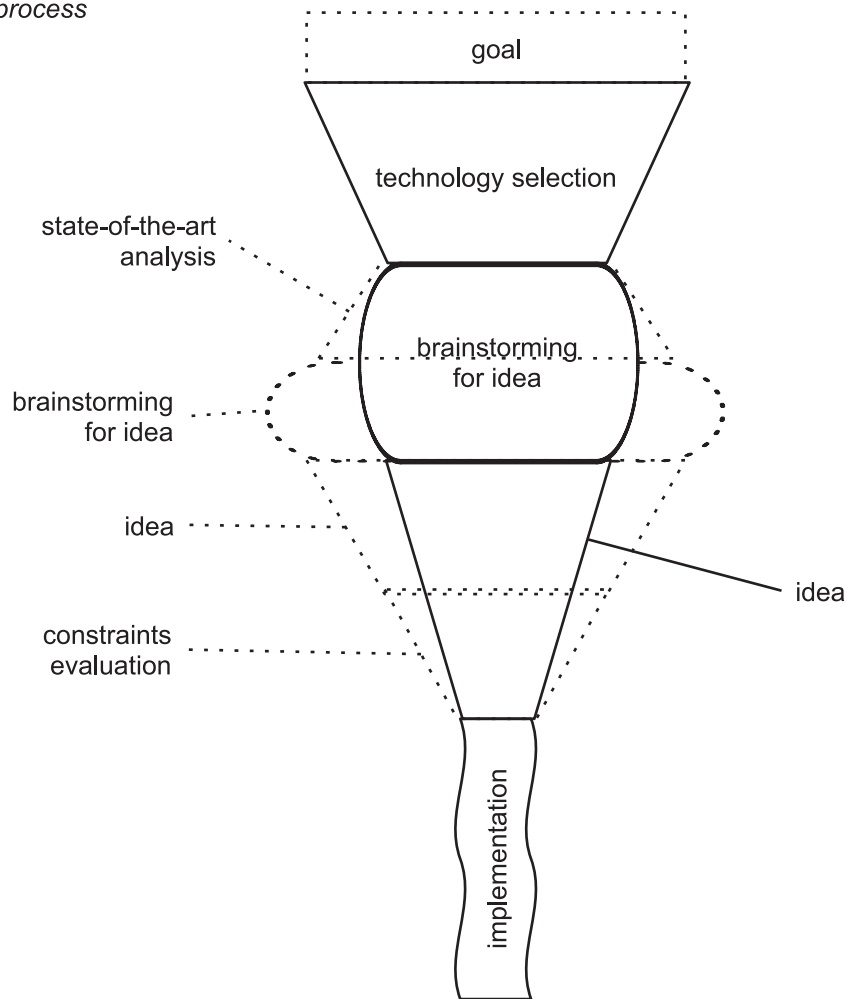 process
goal
technology selection
state-of-the-art
analysis
brainstorming
for idea
brainstorming
for idea
idea
idea
constraints
evaluation
implementation